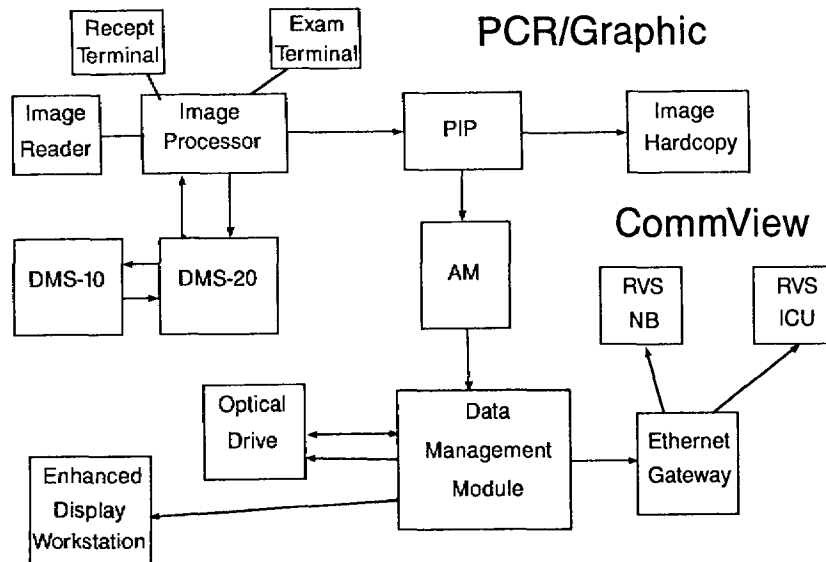 Recept
Terminal
Exam
Terminal
PCR/Graphic
Image
Reader
Image
Processor
PIP
Image
Hardcopy
DMS-10
DMS-20
AM
CommView
RVS
NB
RVS
ICU
Optical
Drive
Data
Management
Module
Ethernet
Gateway
Enhanced
Display
Workstation